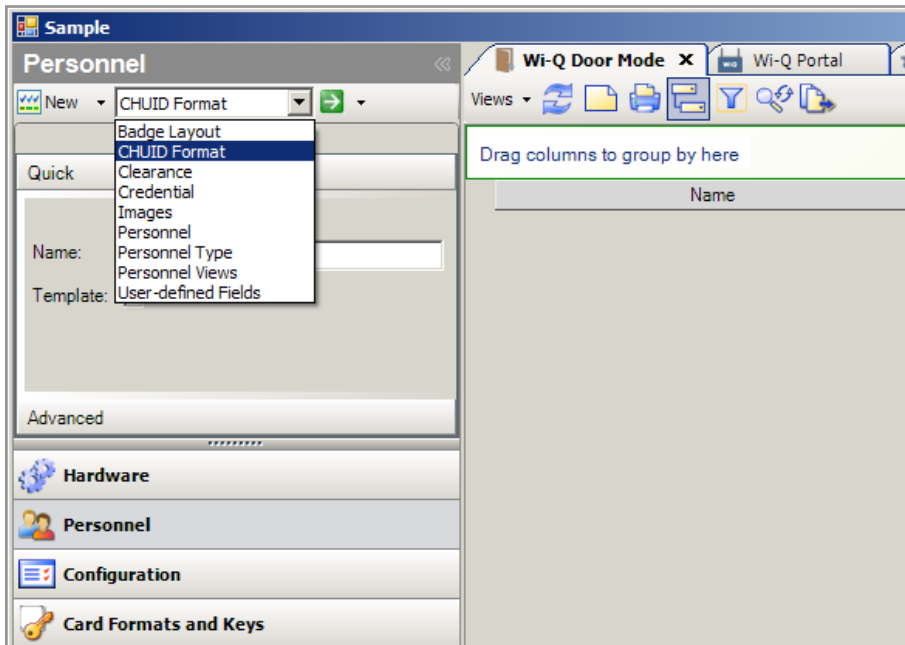 Sample
Personnel
New CHUID Format
Badge Layout
CHUID Format
Clearance
Credential
Images
Personnel
Personnel Type
Personnel Views
User-defined Fields
Quick
Name:
Template:
Advanced
Hardware
Personnel
Configuration
Card Formats and Keys
Wi-Q Door Mode X Wi-Q Portal
Views
Drag columns to group by here
Name